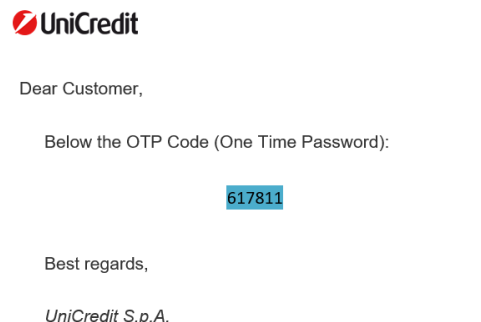 UniCredit
Dear Customer,
Below the OTP Code (One Time Password):
617811
Best regards,
UniCredit S.p.A.